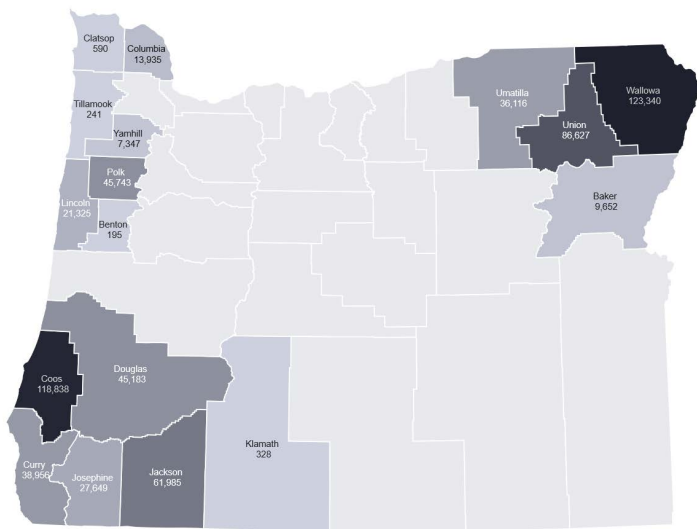 Clatsop
590
Columbia
13,935
Tillamook
241
Yamhill
7,347
Polk
45,743
Lincoln
21,325
Benton
195
Umatilla
36,116
Wallowa
123,340
Union
86,627
Baker
9,652
Coos
118,838
Douglas
45,183
Curry
38,956
Josephine
27,649
Jackson
61,985
Klamath
328